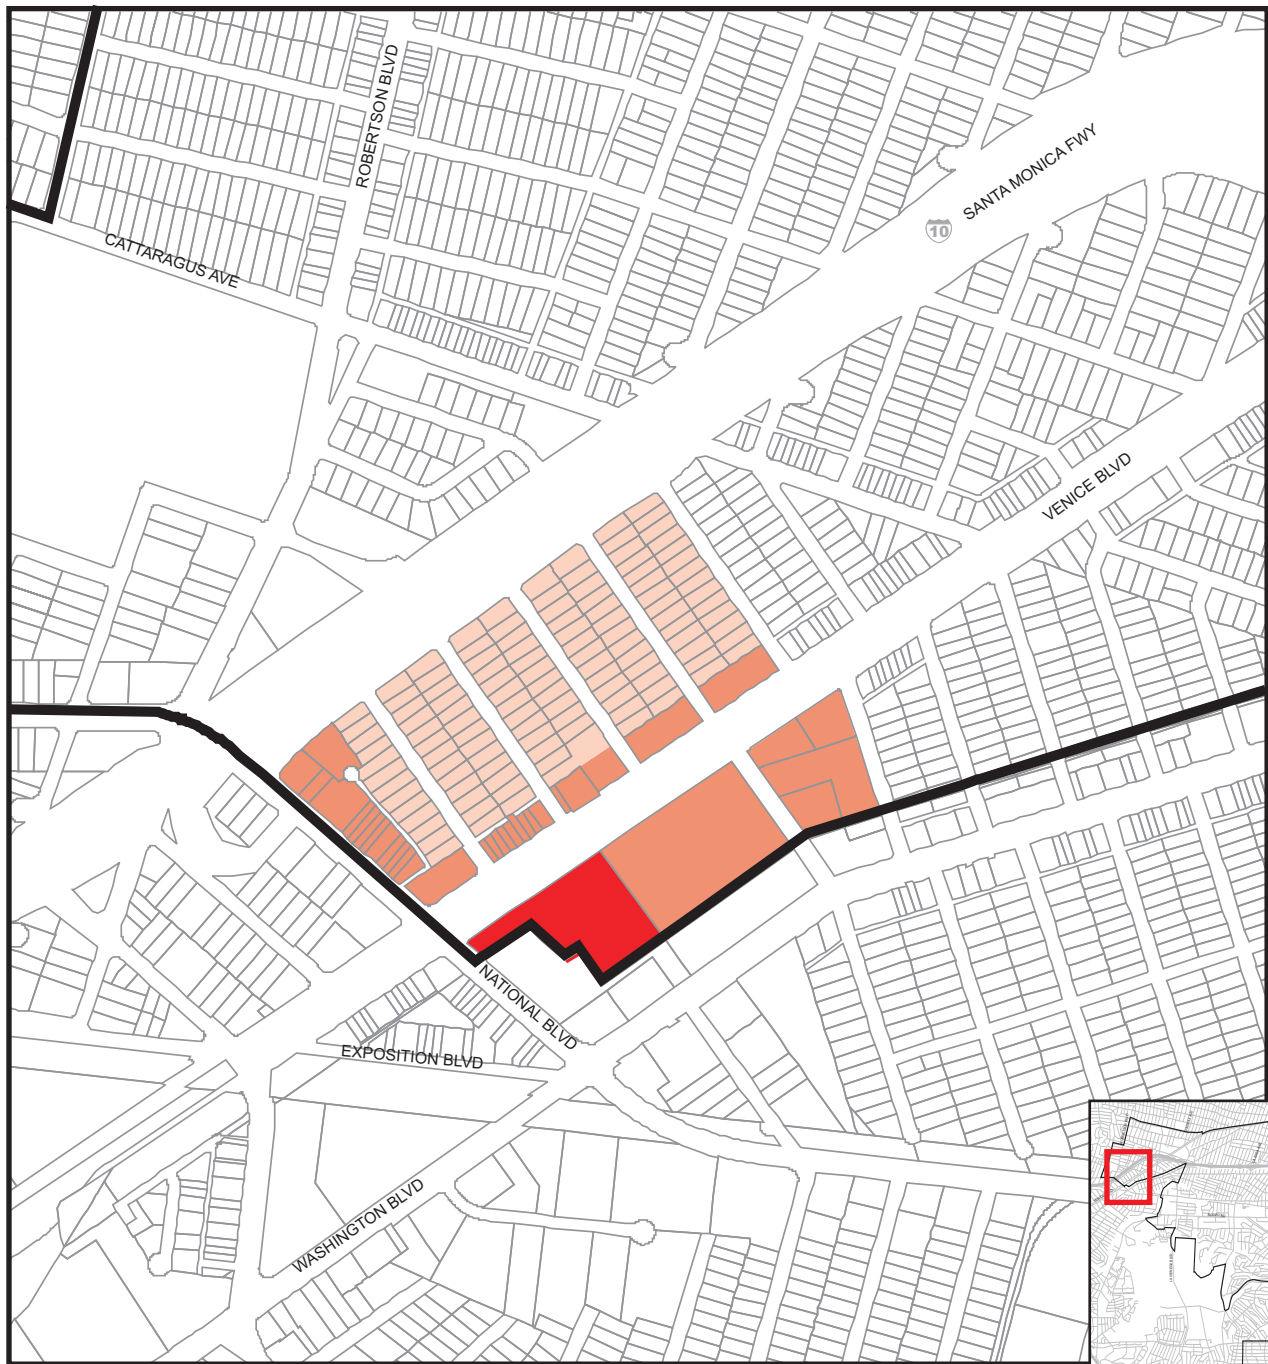 ROBERTSON BLVD
SANTA MONICA FWY
10
CATTARAGUS AVE
VENICE BLVD
NATIONAL BLVD
EXPOSITION BLVD
WASHINGTON BLVD